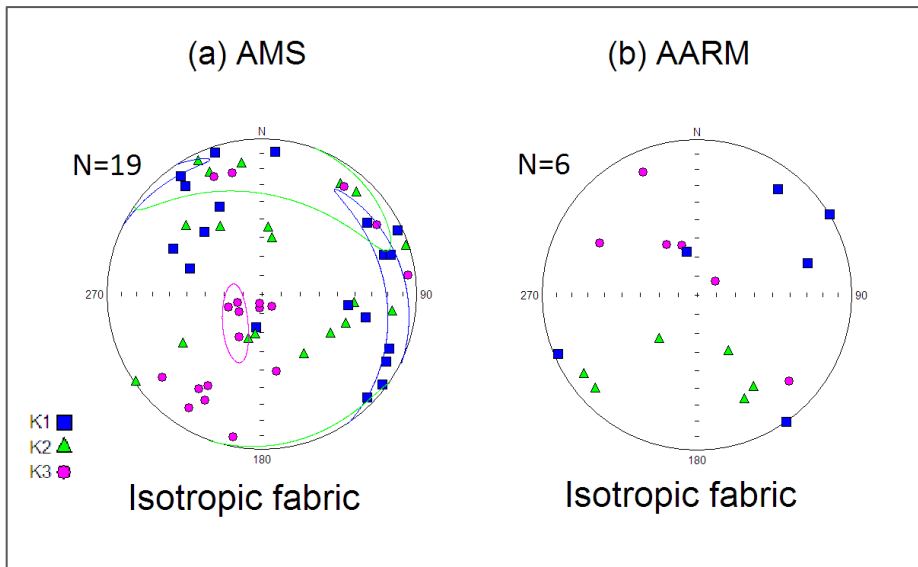 (a) AMS
(b) AARM
N
N
N=19
N=6
270
90
270
90
K1
K2
K3
180
180
Isotropic fabric
Isotropic fabric